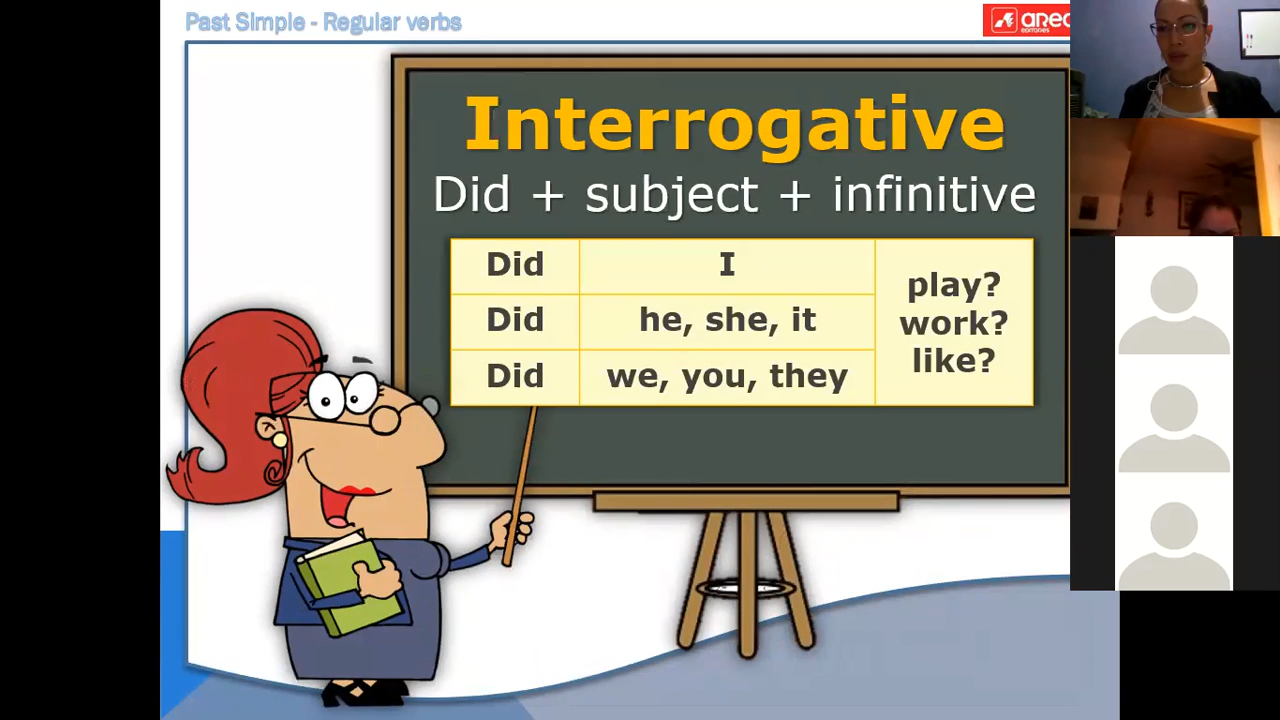 Past Simple - Regular verbs
Interrogative
Did + subject + infinitive
Did I
Did he, she, it
Did we, you, they
play?
work?
like?